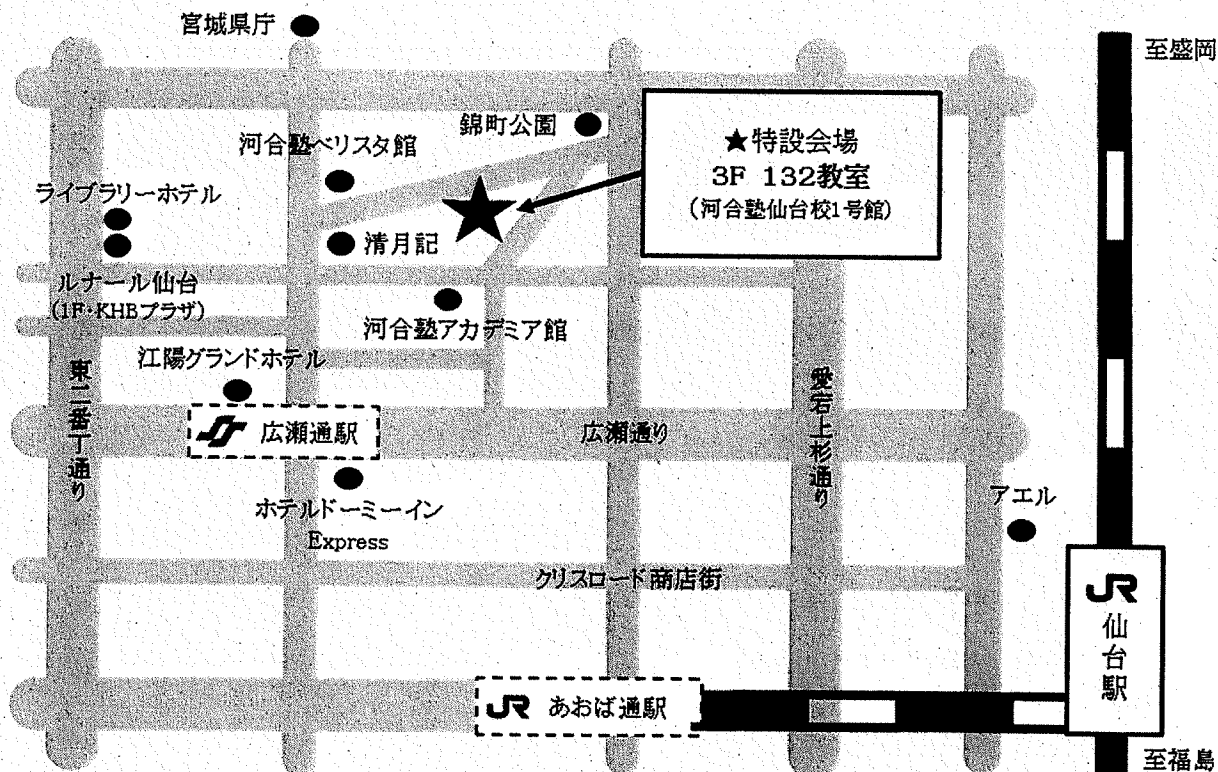 宮城県庁
至盛岡
錦町公園
河合塾ベリスタ館
★特設会場
3F 132教室
(河合塾仙台校1号館)
ライブラリーホテル
清月記
ルナール仙台
(1F・KHBプラザ)
河合塾アカデミア館
江陽グランドホテル
東二番丁通り
愛宕上杉通り
広瀬通駅
広瀬通り
ホテルドーミーイン
Express
アエル
クリスロード商店街
JR
仙台駅
JR あおば通駅
至福島